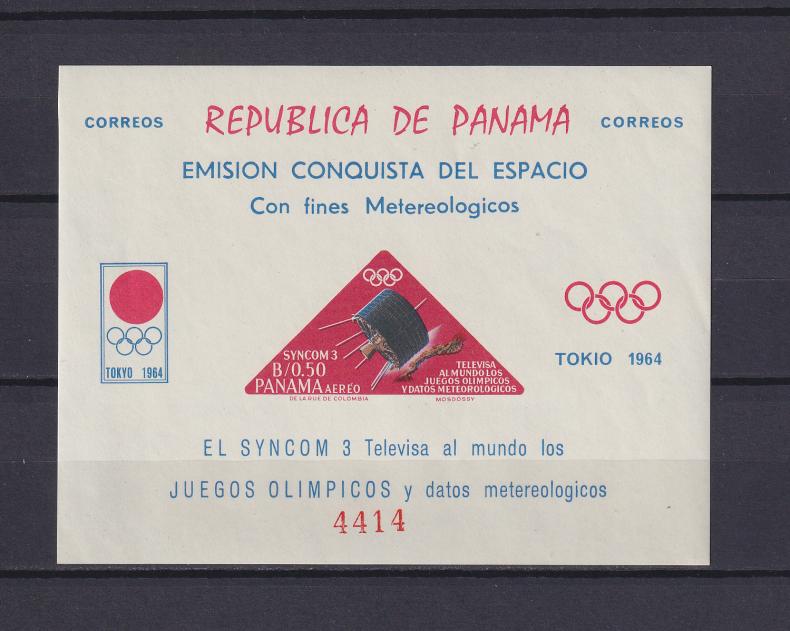 CORREOS REPUBLICA DE PANAMA CORREOS
EMISION CONQUISTA DEL ESPACIO
Con fines Metereologicos
TOKYO 1964
SYNCOM 3
B/0.50
PANAMA AEREO
TELEVISA
AL MUNDO LOS
JUEGOS OLIMPICOS
Y DATOS METEOROLOGICOS
DE LA RUE DE COLOMBIA MOSDOSSY
TOKIO 1964
EL SYNCOM 3 Televisa al mundo los
JUEGOS OLIMPICOS y datos metereologicos
4414